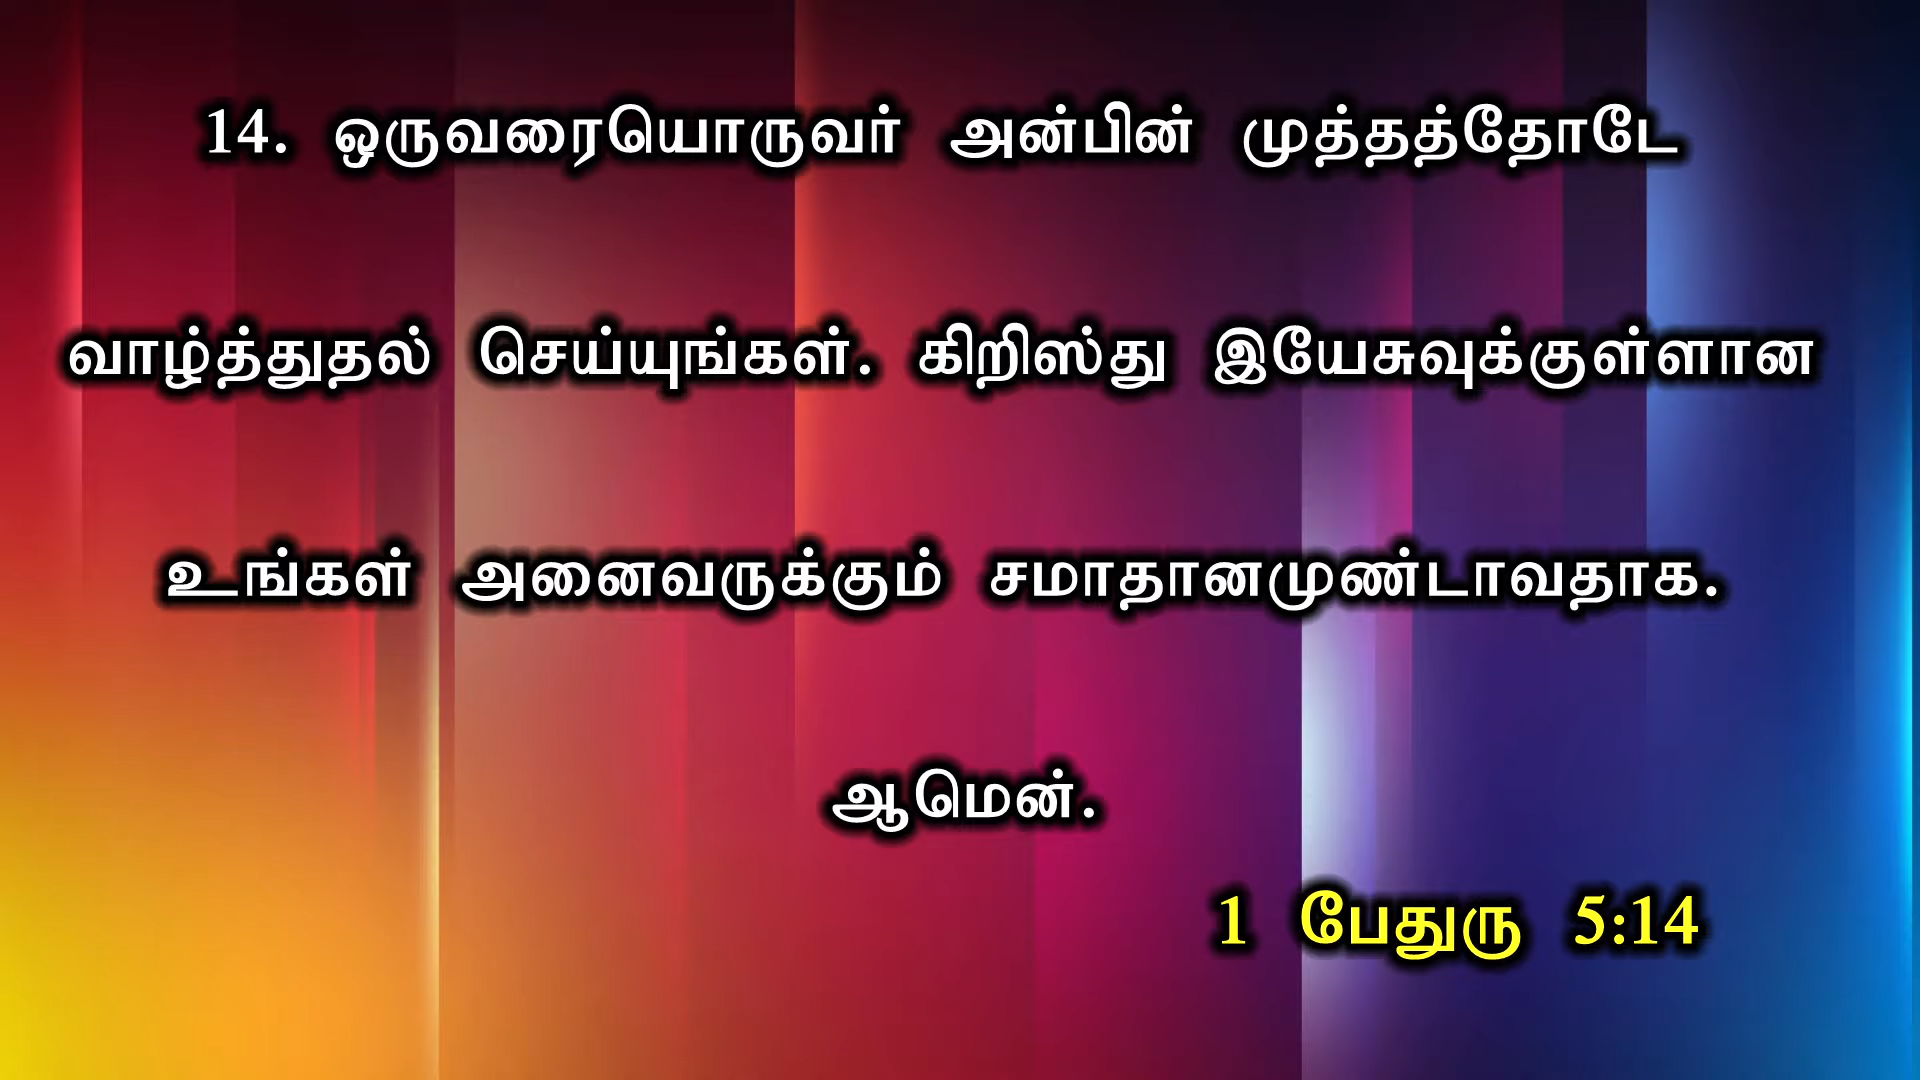 14. ஒருவரையொருவர் அன்பின் முத்தத்தோடே
வாழ்த்துதல் செய்யுங்கள். கிறிஸ்து இயேசுவுக்குள்ளான
உங்கள் அனைவருக்கும் சமாதானமுண்டாவதாக.
ஆமென்.
1 பேதுரு 5:14